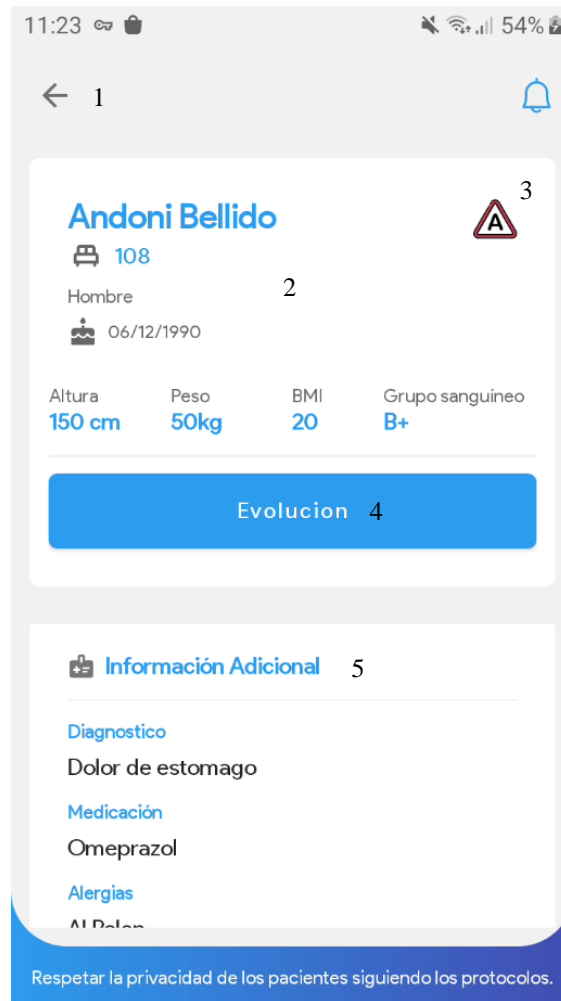 11:23 54%
1
3
Andoni Bellido
A
108
2
Hombre
06/12/1990
Altura Peso BMI Grupo sanguineo
150 cm 50kg 20 B+
Evolucion 4
Información Adicional 5
Diagnostico
Dolor de estomago
Medicación
Omeprazol
Alergias
Al Polen
Respetar la privacidad de los pacientes siguiendo los protocolos.